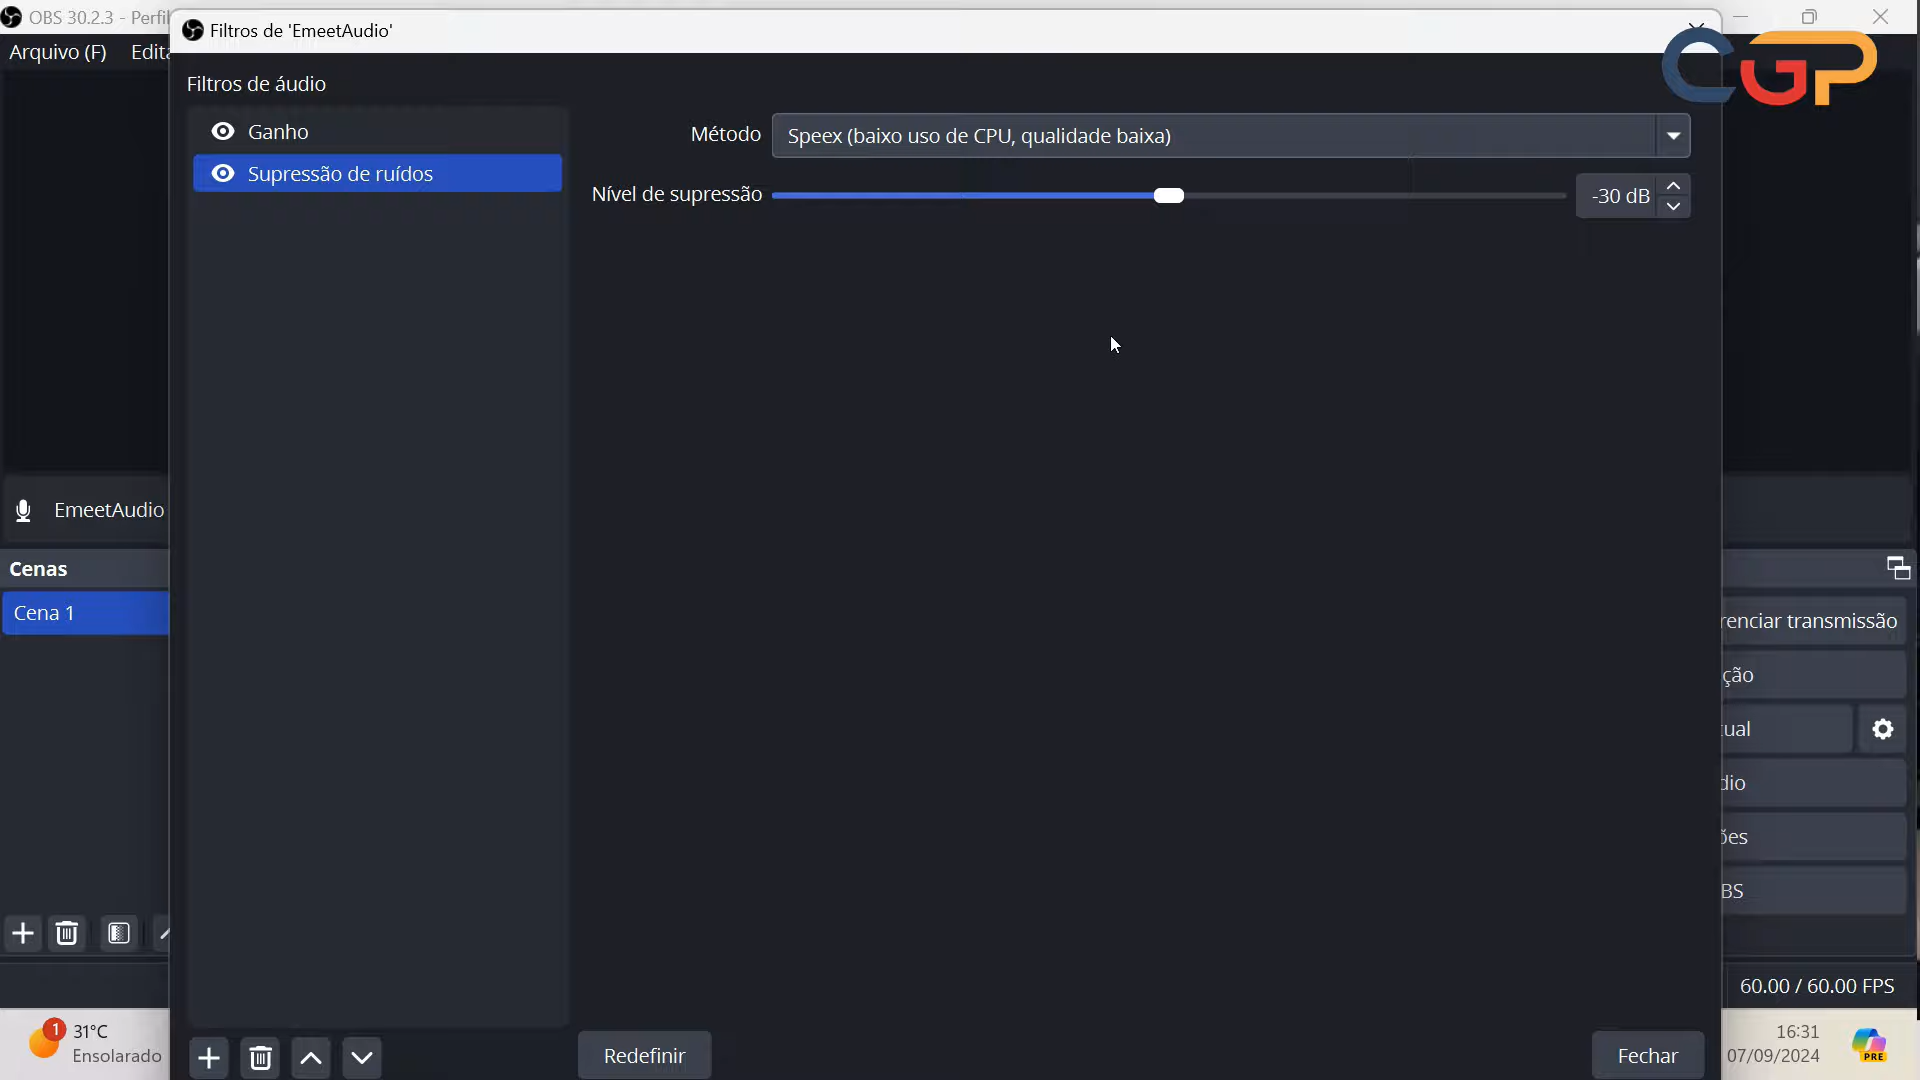 OBS 30.2.3 - Perfil
Filtros de 'EmeetAudio'
CGP
Arquivo (F) Edita
Filtros de áudio
Ganho
Supressão de ruídos
Método Speex (baixo uso de CPU, qualidade baixa)
Nível de supressão -30 dB
EmeetAudio
Cenas
Cena 1
renciar transmissão
ção
tual
dio
ões
BS
60.00 / 60.00 FPS
1 31°C
Ensolarado
Redefinir
Fechar
16:31
07/09/2024
PRE